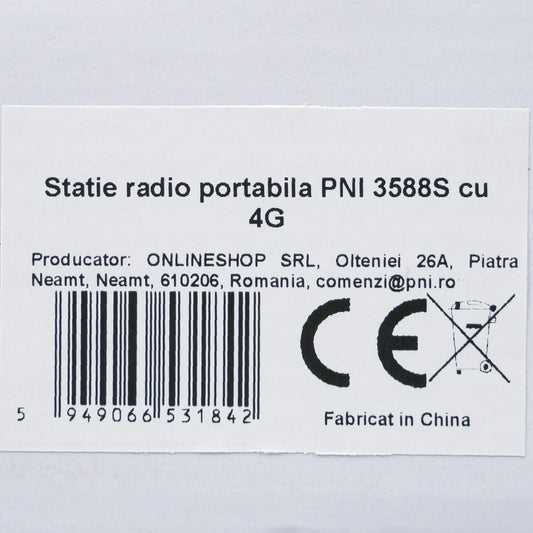 Statie radio portabila PNI 3588S cu
4G
Producator: ONLINESHOP SRL, Olteniei 26A, Piatra
Neamt, Neamt, 610206, Romania, comenzi@pni.ro
CE
5 949066 531842
Fabricat in China